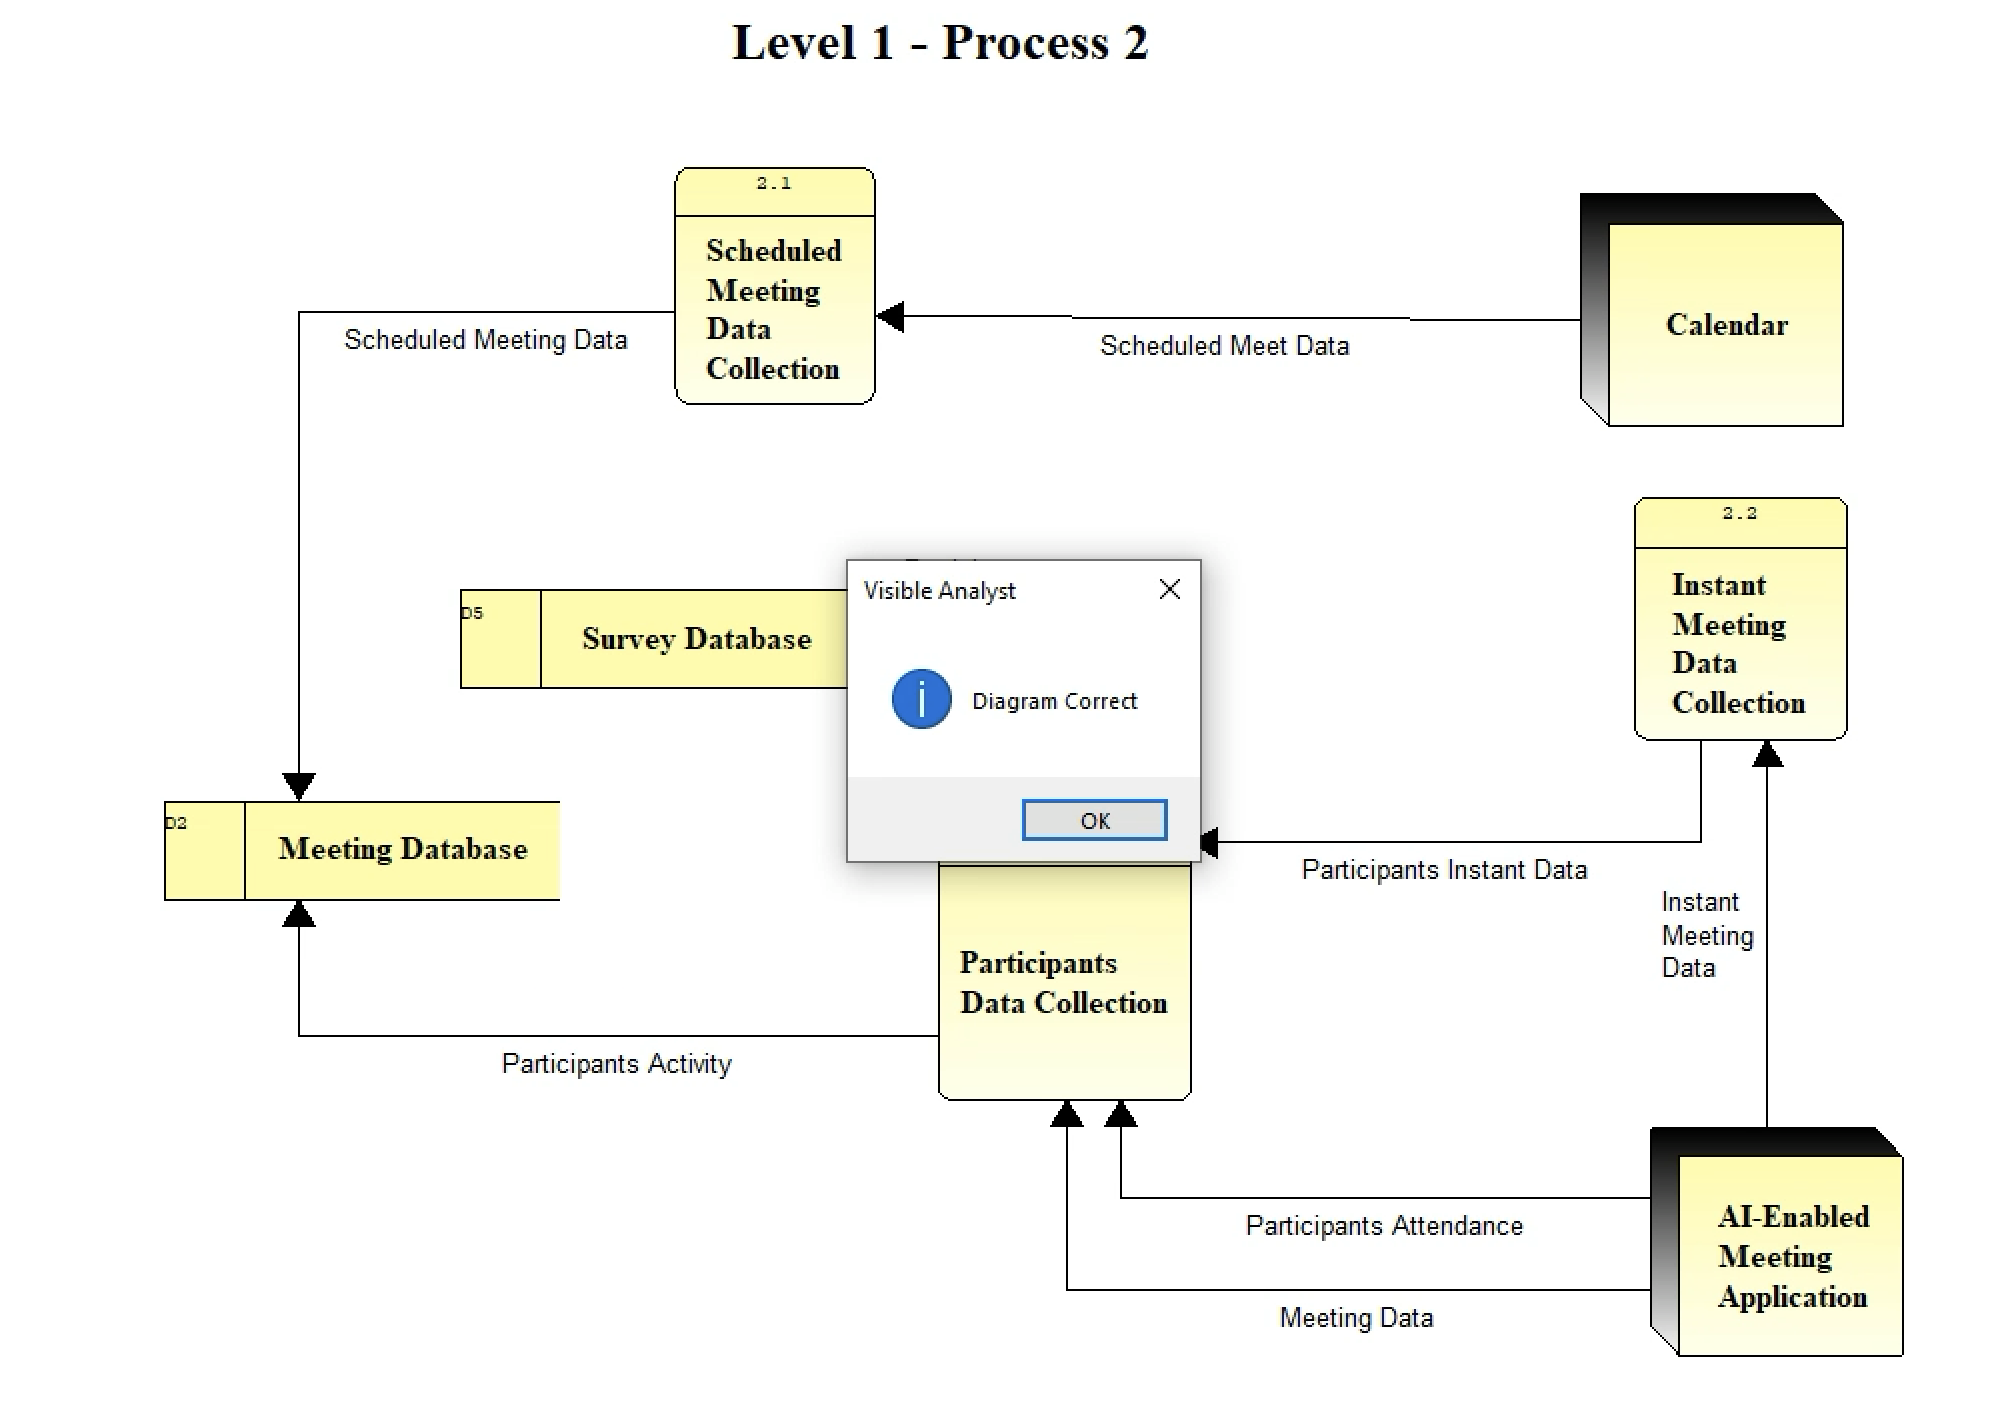 Level 1 - Process 2
2.1
Scheduled
Meeting
Data
Collection
Calendar
Scheduled Meeting Data
Scheduled Meet Data
2.2
Instant
Meeting
Data
Collection
D5
Survey Database
Visible Analyst
Diagram Correct
OK
D2
Meeting Database
Participants Instant Data
Instant
Meeting
Data
Participants
Data Collection
Participants Activity
AI-Enabled
Meeting
Application
Participants Attendance
Meeting Data